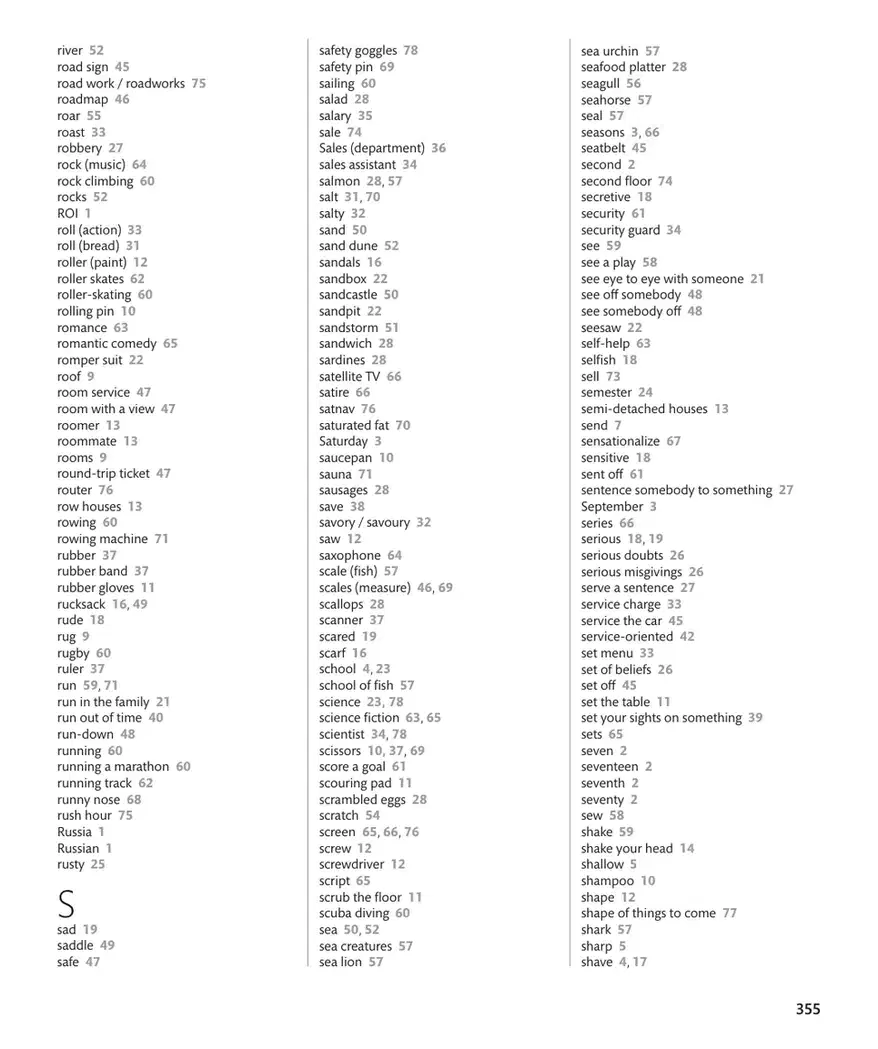 river 52
road sign 45
road work / roadworks 75
roadmap 46
roar 55
roast 33
robbery 27
rock (music) 64
rock climbing 60
rocks 52
ROI 1
roll (action) 33
roll (bread) 31
roller (paint) 12
roller skates 62
roller-skating 60
rolling pin 10
romance 63
romantic comedy 65
romper suit 22
roof 9
room service 47
room with a view 47
roomer 13
roommate 13
rooms 9
round-trip ticket 47
router 76
row houses 13
rowing 60
rowing machine 71
rubber 37
rubber band 37
rubber gloves 11
rucksack 16, 49
rude 18
rug 9
rugby 60
ruler 37
run 59, 71
run in the family 21
run out of time 40
run-down 48
running 60
running a marathon 60
running track 62
runny nose 68
rush hour 75
Russia 1
Russian 1
rusty 25
S
sad 19
saddle 49
safe 47
safety goggles 78
safety pin 69
sailing 60
salad 28
salary 35
sale 74
Sales (department) 36
sales assistant 34
salmon 28, 57
salt 31, 70
salty 32
sand 50
sand dune 52
sandals 16
sandbox 22
sandcastle 50
sandpit 22
sandstorm 51
sandwich 28
sardines 28
satellite TV 66
satire 66
satnav 76
saturated fat 70
Saturday 3
saucepan 10
sauna 71
sausages 28
save 38
savory / savoury 32
saw 12
saxophone 64
scale (fish) 57
scales (measure) 46, 69
scallops 28
scanner 37
scared 19
scarf 16
school 4, 23
school of fish 57
science 23, 78
science fiction 63, 65
scientist 34, 78
scissors 10, 37, 69
score a goal 61
scouring pad 11
scrambled eggs 28
scratch 54
screen 65, 66, 76
screw 12
screwdriver 12
script 65
scrub the floor 11
scuba diving 60
sea 50, 52
sea creatures 57
sea lion 57
sea urchin 57
seafood platter 28
seagull 56
seahorse 57
seal 57
seasons 3, 66
seatbelt 45
second 2
second floor 74
secretive 18
security 61
security guard 34
see 59
see a play 58
see eye to eye with someone 21
see off somebody 48
see somebody off 48
seesaw 22
self-help 63
selfish 18
sell 73
semester 24
semi-detached houses 13
send 7
sensationalize 67
sensitive 18
sent off 61
sentence somebody to something 27
September 3
series 66
serious 18, 19
serious doubts 26
serious misgivings 26
serve a sentence 27
service charge 33
service the car 45
service-oriented 42
set menu 33
set of beliefs 26
set off 45
set the table 11
set your sights on something 39
sets 65
seven 2
seventeen 2
seventh 2
seventy 2
sew 58
shake 59
shake your head 14
shallow 5
shampoo 10
shape 12
shape of things to come 77
shark 57
sharp 5
shave 4, 17
355